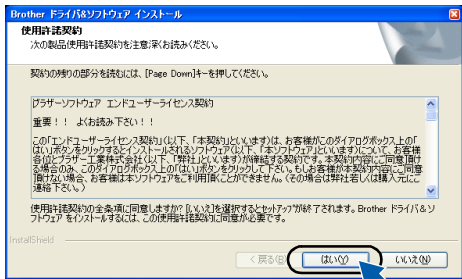 Brother ドライバ&ソフトウェア インストール
使用許諾契約
次の製品使用許諾契約を注意深くお読みください。
契約の残りの部分を読むには、[Page Down]キーを押してください。
ブラザーソフトウェア エンドユーザーライセンス契約
重要!! よくお読み下さい!!
この「エンドユーザーライセンス契約」(以下、「本契約」といいます)は、お客様がこのダイアログボックス上の「
はい」ボタンをクリックするとインストールされるソフトウェア(以下、「本ソフトウェア」といいます)について、お客様
各位とブラザー工業株式会社(以下、「弊社」といいます)が締結する契約です。本契約内容にご同意頂け
る場合のみ、このダイアログボックス上の「はい」ボタンをクリックして下さい。もしお客様が本契約内容にご同意
頂けない場合、お客様は本ソフトウェアをご利用頂くことができません。(その場合は弊社若しくは購入元にご
連絡下さい。)
使用許諾契約の全条項に同意しますか?[いいえ]を選択するとセットアップが終了されます。Brother ドライバ&ソ
フトウェア をインストールするには、この使用許諾契約に同意が必要です。
InstallShield
< 戻る(B)
はい(Y)
いいえ(N)